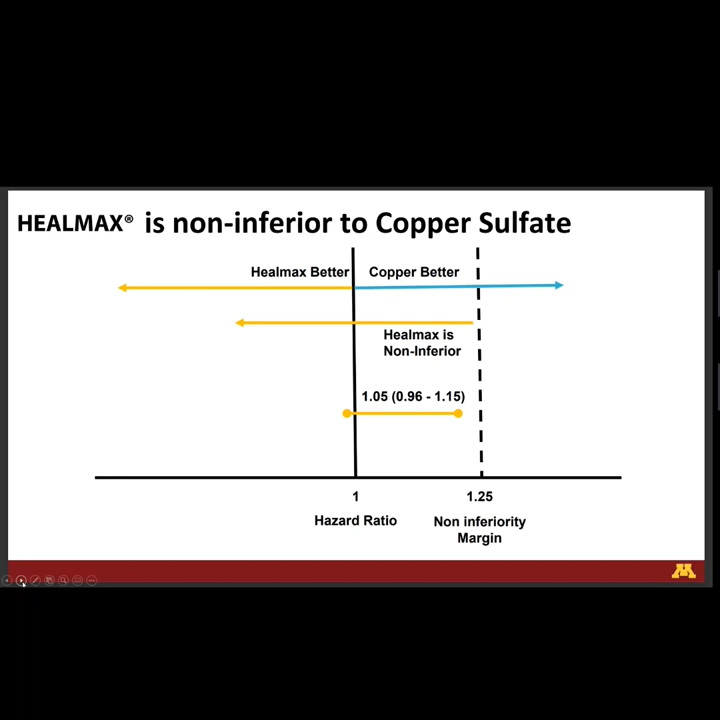 HEALMAX® is non-inferior to Copper Sulfate
Healmax Better
Copper Better
Healmax is
Non-Inferior
1.05 (0.96 - 1.15)
1
1.25
Hazard Ratio
Non inferiority
Margin
M